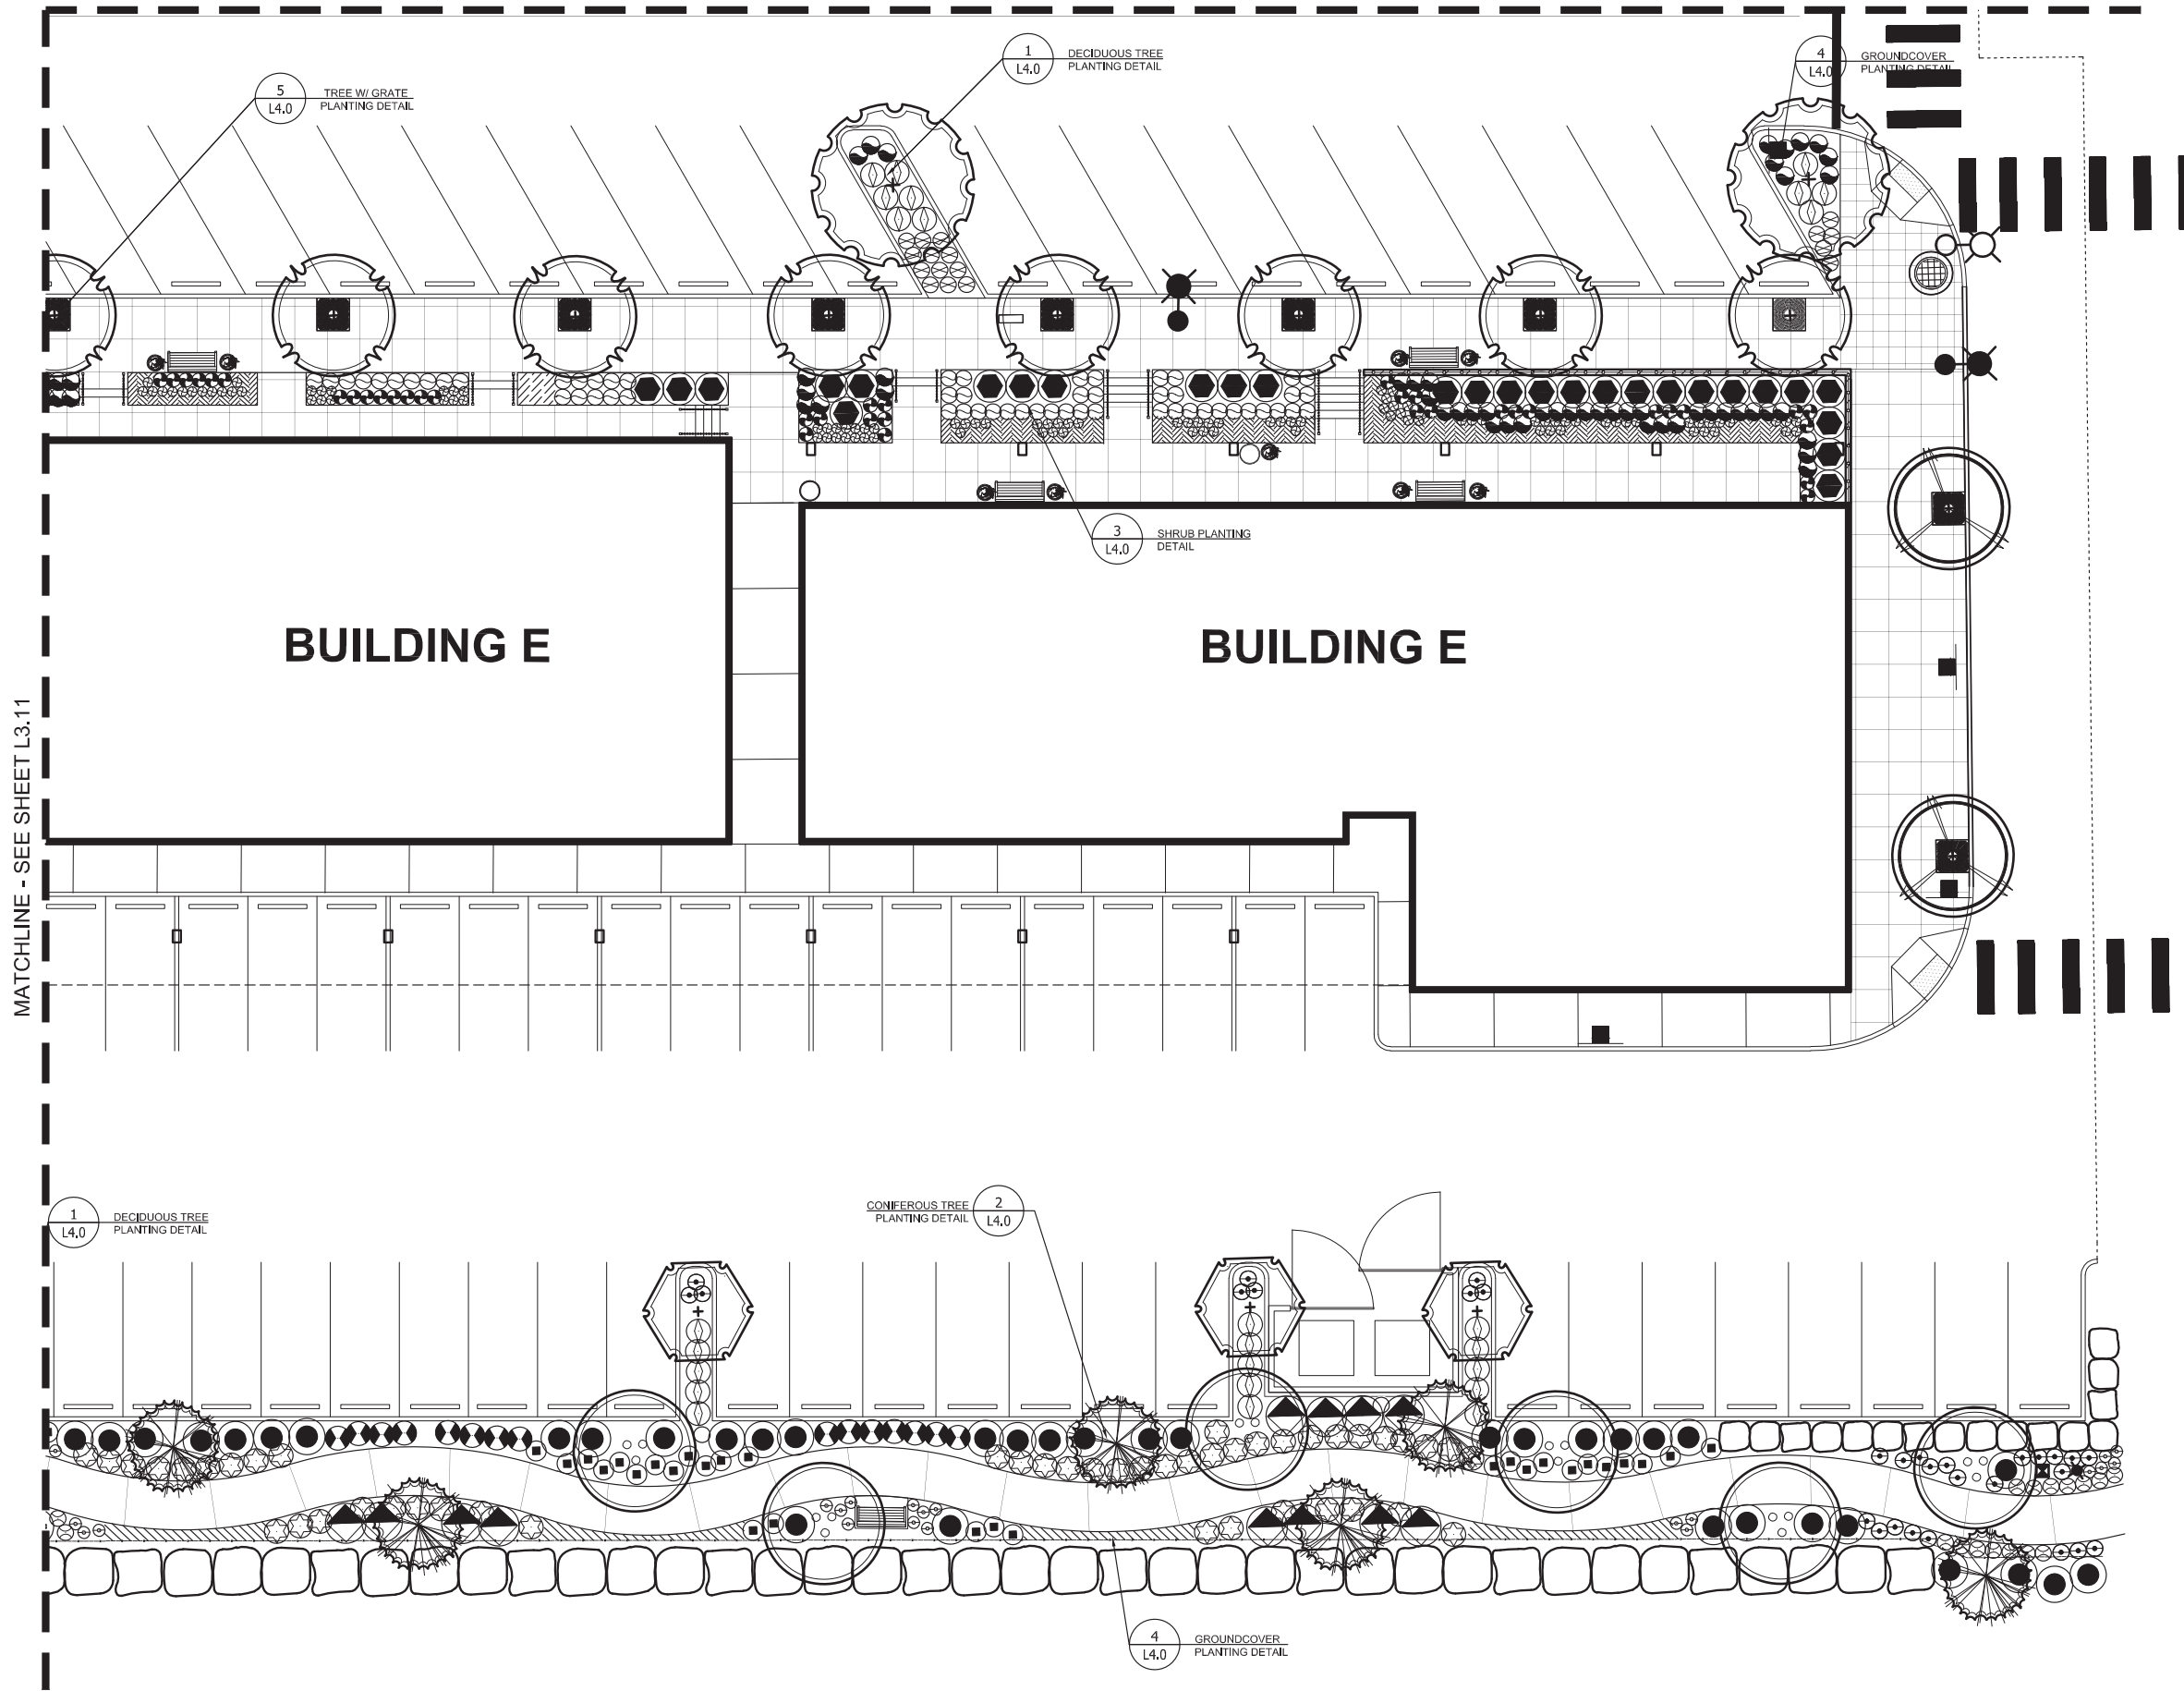 1
L4.0
DECIDUOUS TREE
PLANTING DETAIL
4
L4.0
GROUNDCOVER
PLANTING DETAIL
5
L4.0
TREE W/ GRATE
PLANTING DETAIL
3
L4.0
SHRUB PLANTING
DETAIL
BUILDING E
BUILDING E
MATCHLINE - SEE SHEET L3.11
1
L4.0
DECIDUOUS TREE
PLANTING DETAIL
CONIFEROUS TREE
PLANTING DETAIL
2
L4.0
4
L4.0
GROUNDCOVER
PLANTING DETAIL